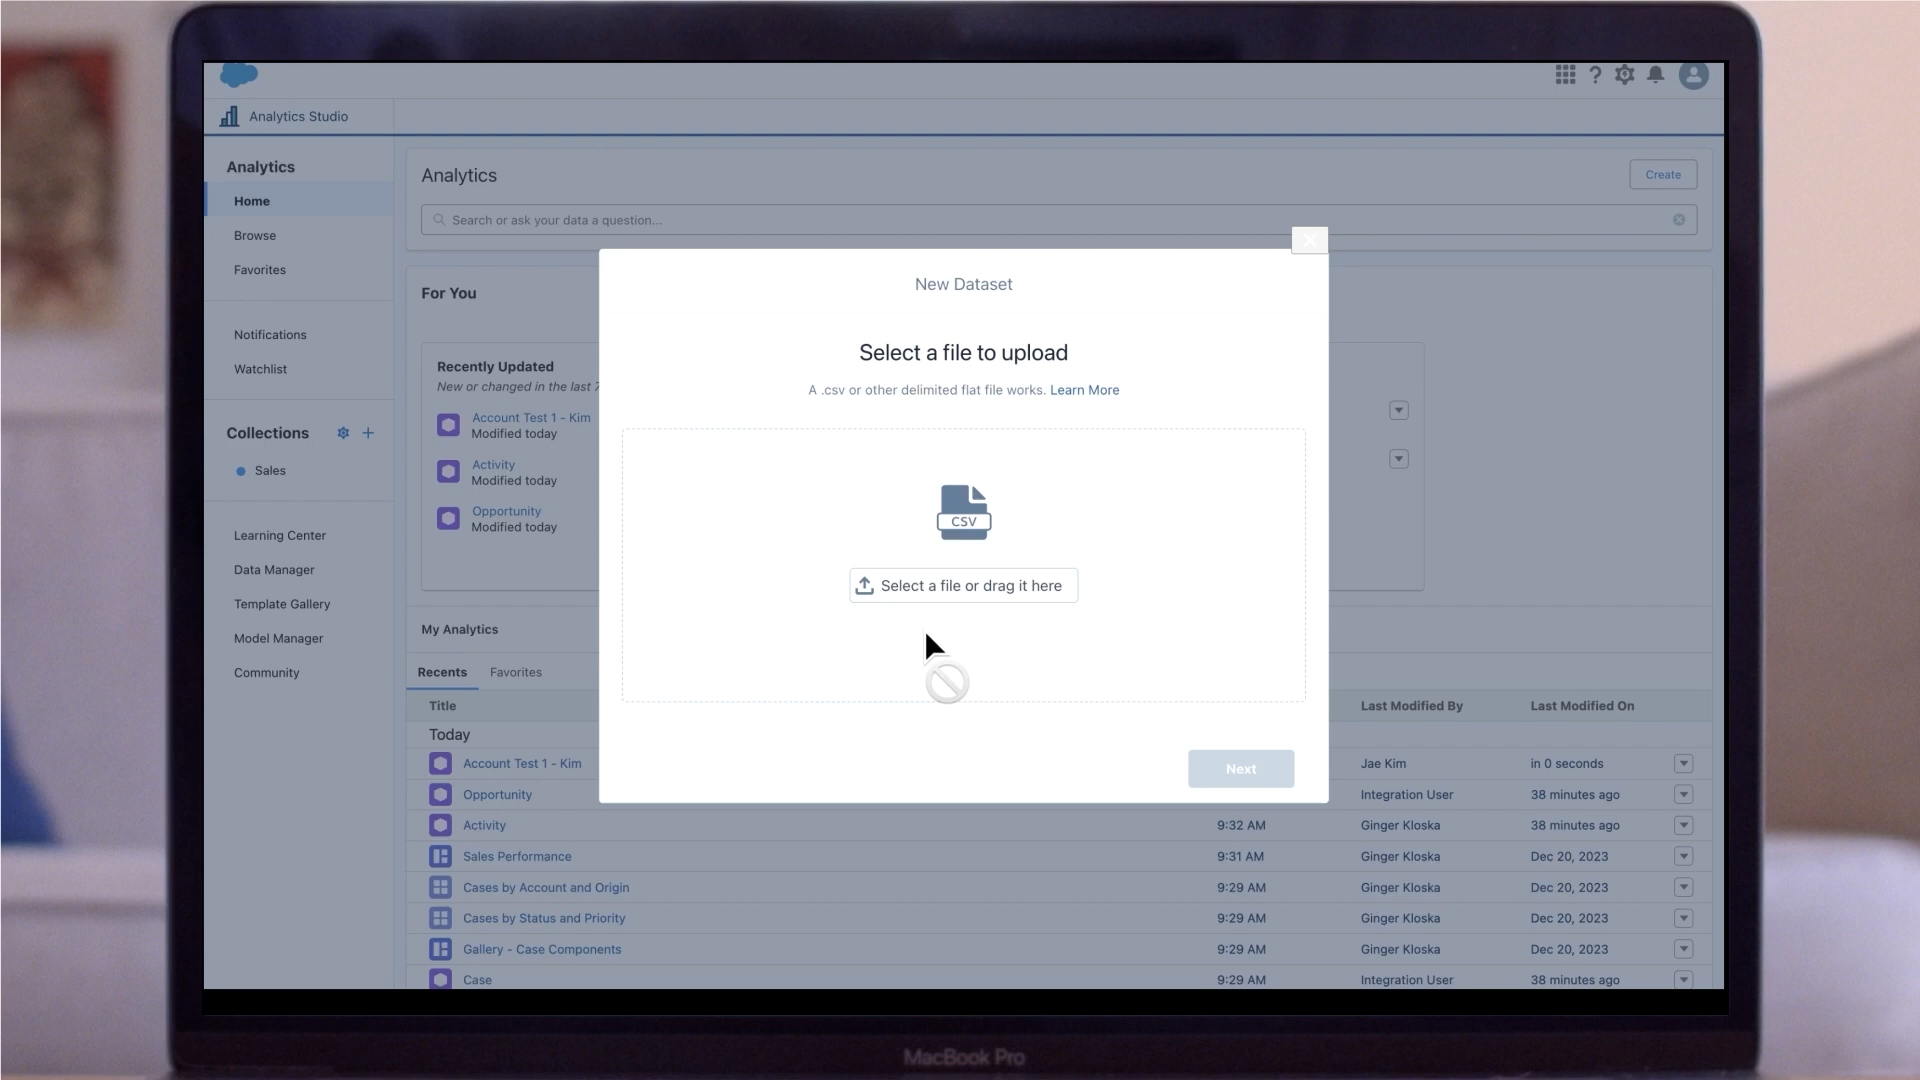 Analytics Studio
Analytics
Home
Browse
Favorites
Notifications
Watchlist
Collections
Sales
Learning Center
Data Manager
Template Gallery
Model Manager
Community
Analytics
Create
Search or ask your data a question...
For You
Recently Updated
New or changed in the last 7
Account Test 1 - Kim
Modified today
Activity
Modified today
Opportunity
Modified today
New Dataset
Select a file to upload
A .csv or other delimited flat file works. Learn More
CSV
Select a file or drag it here
Next
My Analytics
Recents Favorites
Title Last Modified By Last Modified On
Today
Account Test 1 - Kim Jae Kim in 0 seconds
Opportunity Integration User 38 minutes ago
Activity 9:32 AM Ginger Kloska 38 minutes ago
Sales Performance 9:31 AM Ginger Kloska Dec 20, 2023
Cases by Account and Origin 9:29 AM Ginger Kloska Dec 20, 2023
Cases by Status and Priority 9:29 AM Ginger Kloska Dec 20, 2023
Gallery - Case Components 9:29 AM Ginger Kloska Dec 20, 2023
Case 9:29 AM Integration User 38 minutes ago
MacBook Pro